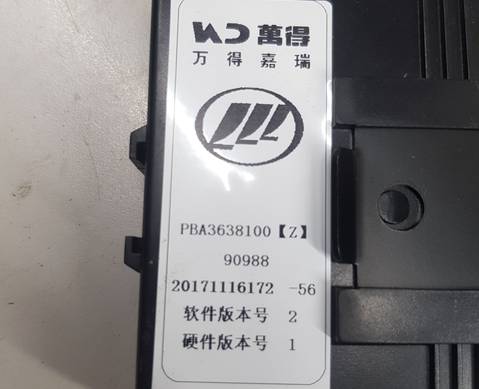 WD 萬得
万得嘉瑞
PBA3638100【Z】
90988
20171116172 -56
软件版本号 2
硬件版本号 1